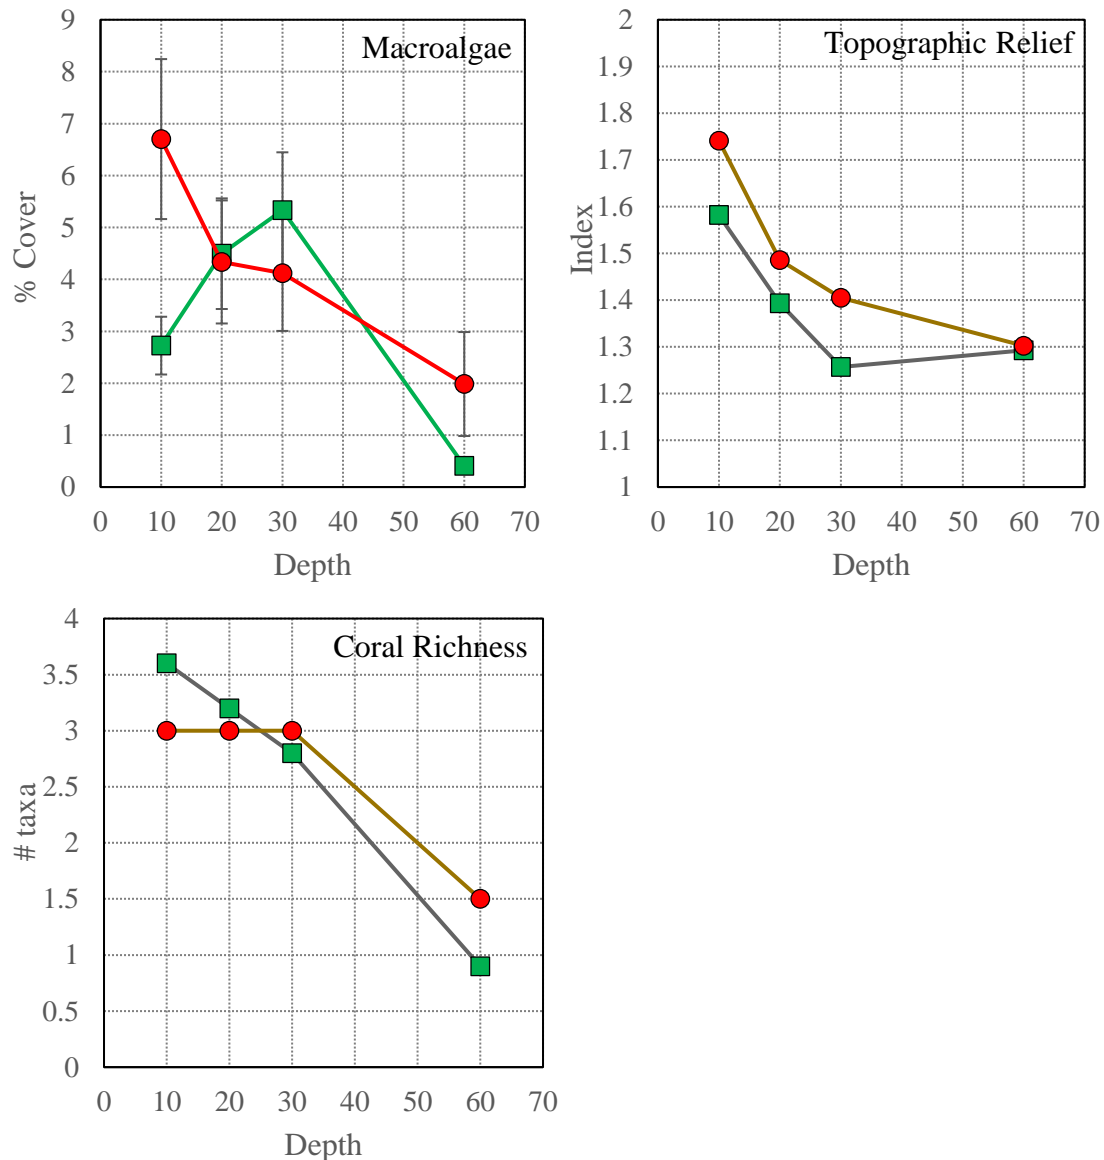 Macroalgae
% Cover
9
8
7
6
5
4
3
2
1
0
0 10 20 30 40 50 60 70
Depth
Topographic Relief
Index
2
1.9
1.8
1.7
1.6
1.5
1.4
1.3
1.2
1.1
1
0 10 20 30 40 50 60 70
Depth
Coral Richness
# taxa
4
3.5
3
2.5
2
1.5
1
0.5
0
0 10 20 30 40 50 60 70
Depth